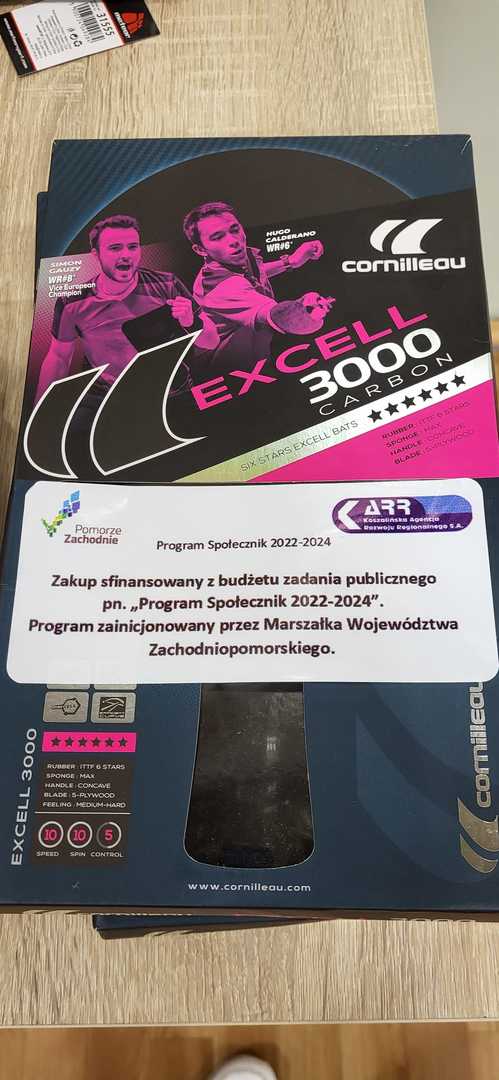 31555
SIMON
GAUZY
WR#8*
Vice European
Champion
HUGO
CALDERANO
WR#6*
cornilleau
EXCELL
3000
CARBON
SIX STARS EXCELL BATS
RUBBER : ITTF 6 STARS
SPONGE : MAX
HANDLE : CONCAVE
BLADE : 5-PLYWOOD
Pomorze
Zachodnie
Program Społecznik 2022-2024
KARR
Koszalińska Agencja
Rozwoju Regionalnego S.A.
Zakup sfinansowany z budżetu zadania publicznego
pn. „Program Społecznik 2022-2024”.
Program zainicjonowany przez Marszałka Województwa
Zachodniopomorskiego.
EXCELL 3000
RUBBER : ITTF 6 STARS
SPONGE : MAX
HANDLE : CONCAVE
BLADE : 5-PLYWOOD
FEELING : MEDIUM-HARD
10 10 5
SPEED SPIN CONTROL
cornilleau
www.cornilleau.com